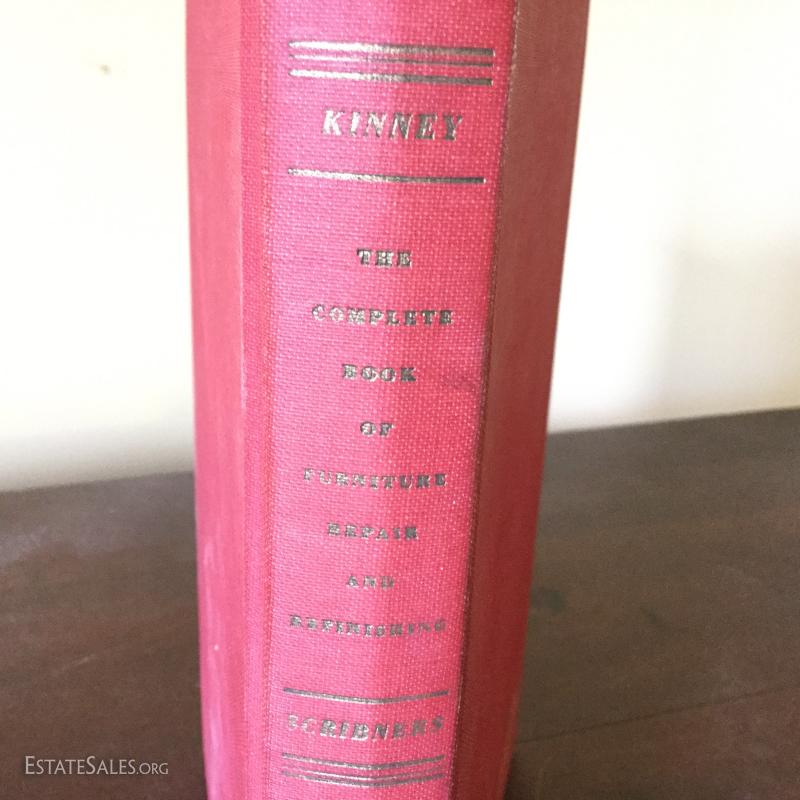 KINNEY
THE
COMPLETE
BOOK
OF
FURNITURE
REPAIR
AND
REFINISHING
SCRIBNERS
ESTATESALES.ORG